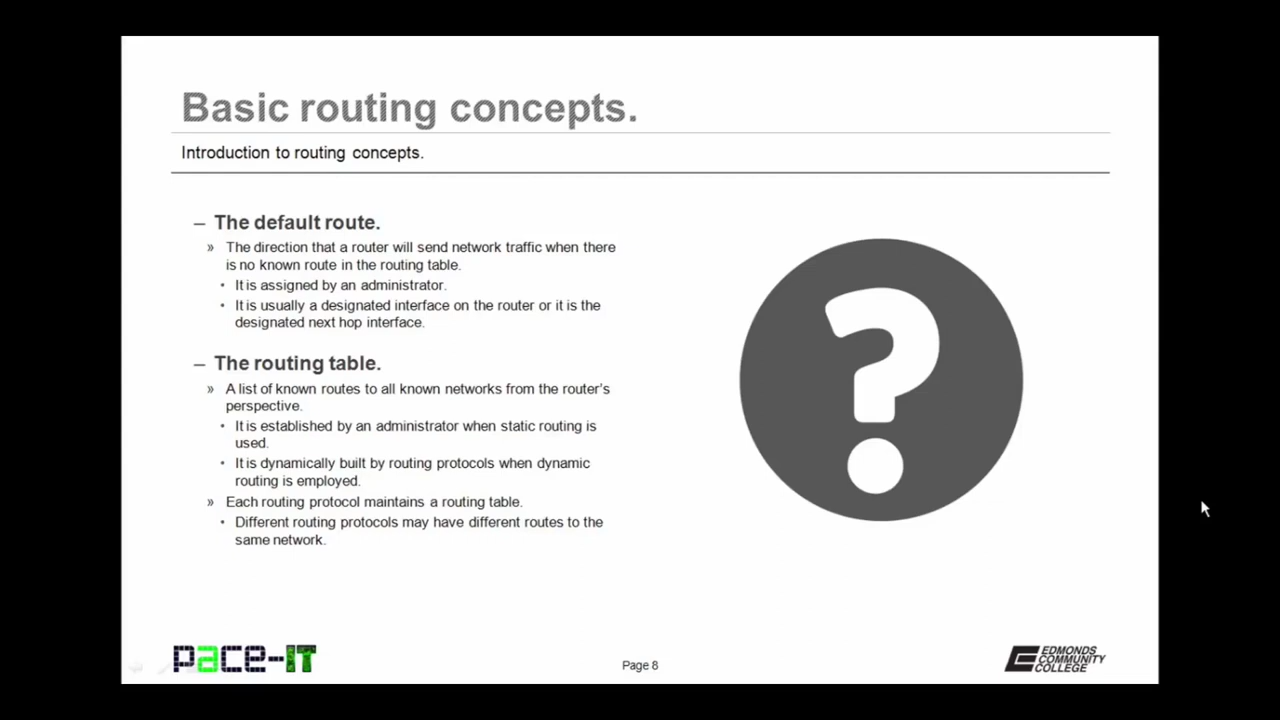 Basic routing concepts.
Introduction to routing concepts.
– The default route.
» The direction that a router will send network traffic when there
is no known route in the routing table.
• It is assigned by an administrator.
• It is usually a designated interface on the router or it is the
designated next hop interface.
– The routing table.
» A list of known routes to all known networks from the router's
perspective.
• It is established by an administrator when static routing is
used.
• It is dynamically built by routing protocols when dynamic
routing is employed.
» Each routing protocol maintains a routing table.
• Different routing protocols may have different routes to the
same network.
?
pace-IT
Page 8
EDMONDS
COMMUNITY
COLLEGE